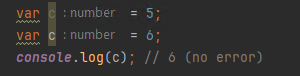 var c : number = 5;
var c : number = 6;
console.log(c); // 6 (no error)